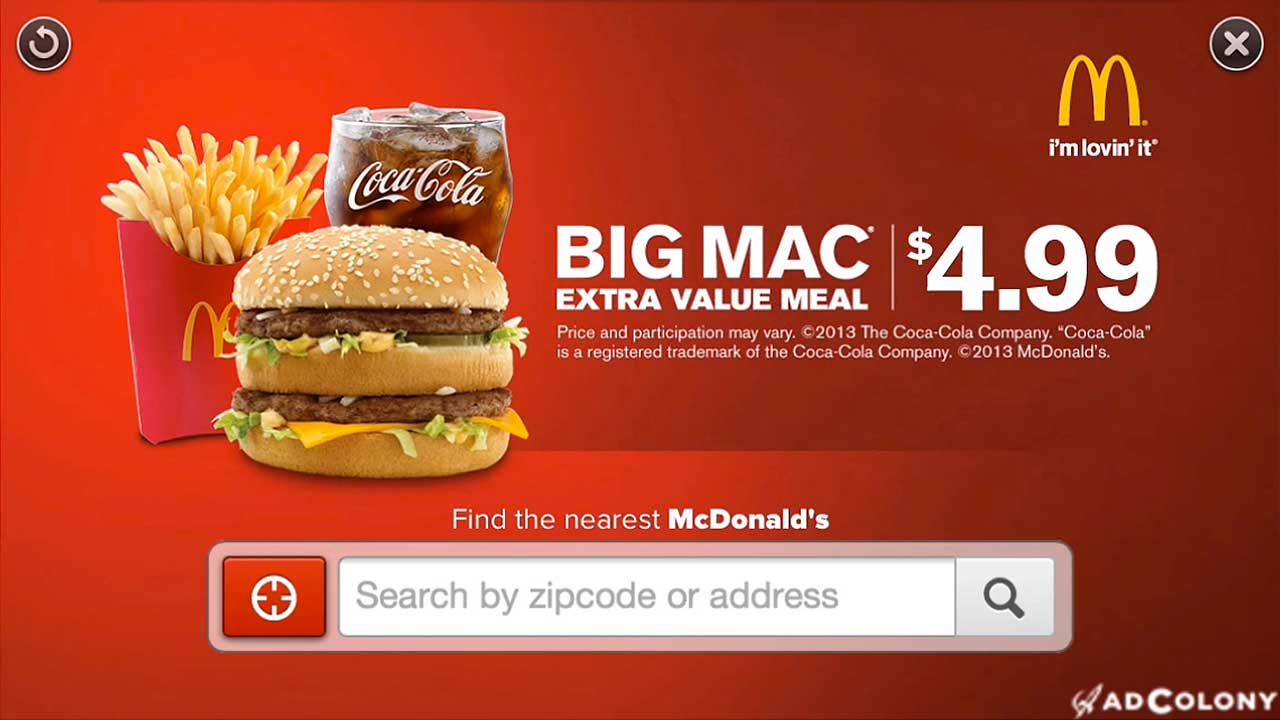 Coca-Cola
i'm lovin' it®
BIG MAC® | $4.99
EXTRA VALUE MEAL
Price and participation may vary. ©2013 The Coca-Cola Company. “Coca-Cola”
is a registered trademark of the Coca-Cola Company. ©2013 McDonald's.
Find the nearest McDonald's
Search by zipcode or address
ADCOLONY